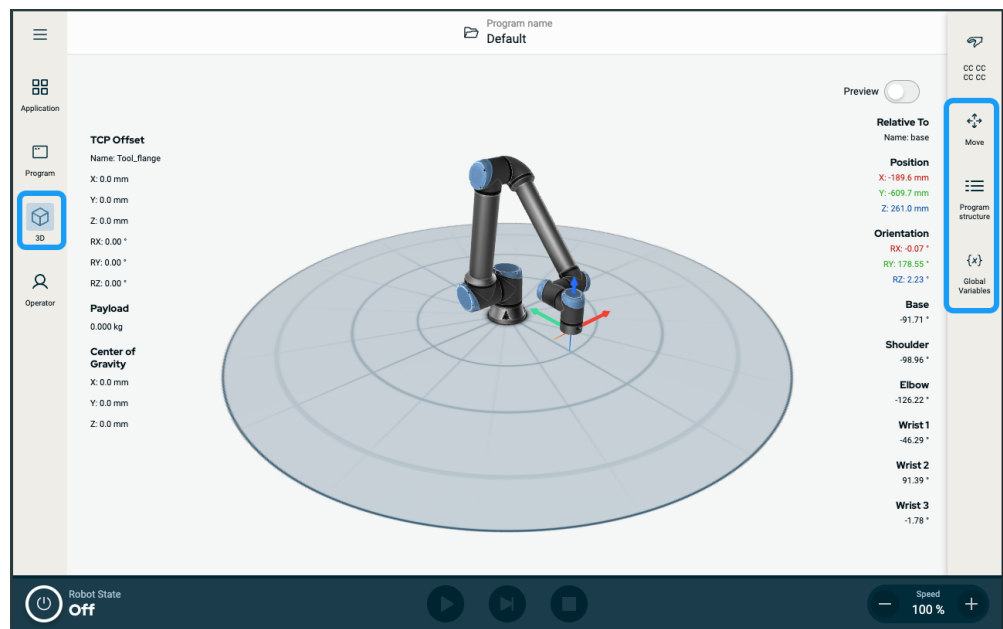 Program name
Default
Application
Program
3D
Operator
TCP Offset
Name: Tool_flange
X: 0.0 mm
Y: 0.0 mm
Z: 0.0 mm
RX: 0.00 °
RY: 0.00 °
RZ: 0.00 °
Payload
0.000 kg
Center of
Gravity
X: 0.0 mm
Y: 0.0 mm
Z: 0.0 mm
Preview
Relative To
Name: base
Position
X: -189.6 mm
Y: -609.7 mm
Z: 261.0 mm
Orientation
RX: -0.07 °
RY: 178.55 °
RZ: 2.23 °
Base
-91.71 °
Shoulder
-98.96 °
Elbow
-126.22 °
Wrist 1
-46.29 °
Wrist 2
91.39 °
Wrist 3
-1.78 °
CC CC
CC CC
Move
Program
structure
{x}
Global
Variables
Robot State
Off
Speed
100 %